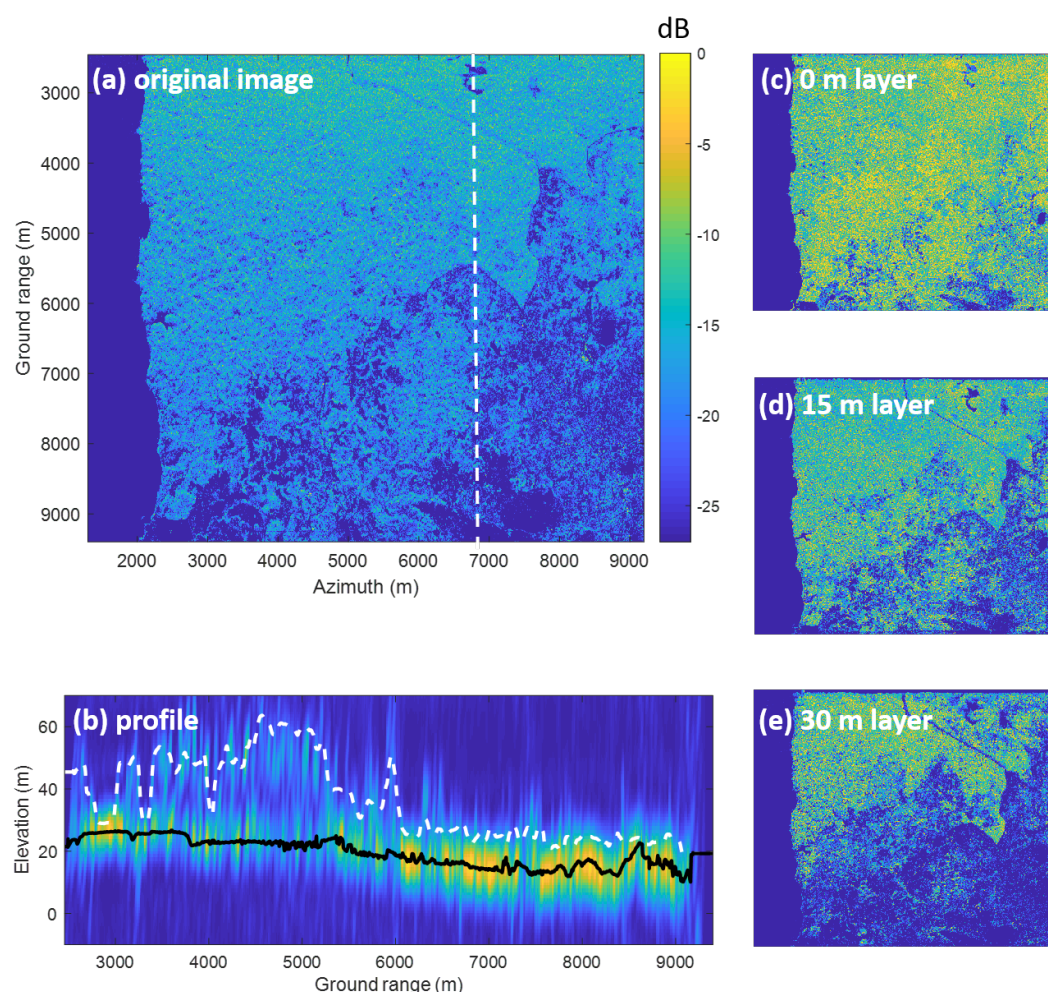 dB
(a) original image
0
-5
-10
-15
-20
-25
3000
4000
5000
6000
7000
8000
9000
Ground range (m)
2000 3000 4000 5000 6000 7000 8000 9000
Azimuth (m)
(c) 0 m layer
(d) 15 m layer
(b) profile
60
40
20
0
Elevation (m)
3000 4000 5000 6000 7000 8000 9000
Ground range (m)
(e) 30 m layer